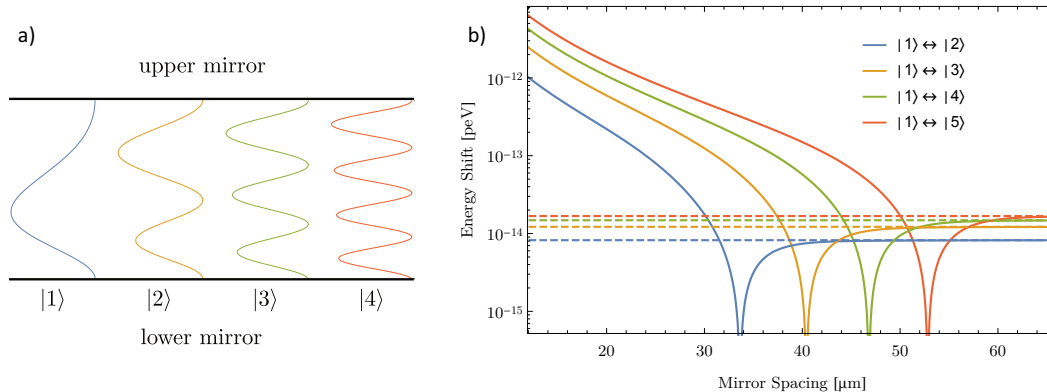 a)
upper mirror
|1⟩ |2⟩ |3⟩ |4⟩
lower mirror
b)
Energy Shift [peV]
10⁻¹²
10⁻¹³
10⁻¹⁴
10⁻¹⁵
|1⟩ ↔ |2⟩
|1⟩ ↔ |3⟩
|1⟩ ↔ |4⟩
|1⟩ ↔ |5⟩
20 30 40 50 60
Mirror Spacing [μm]